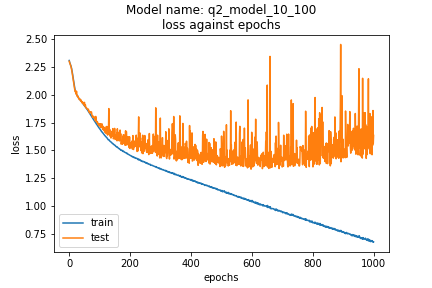 Model name: q2_model_10_100
loss against epochs
2.50
2.25
2.00
1.75
1.50
1.25
1.00
0.75
loss
train
test
0 200 400 600 800 1000
epochs